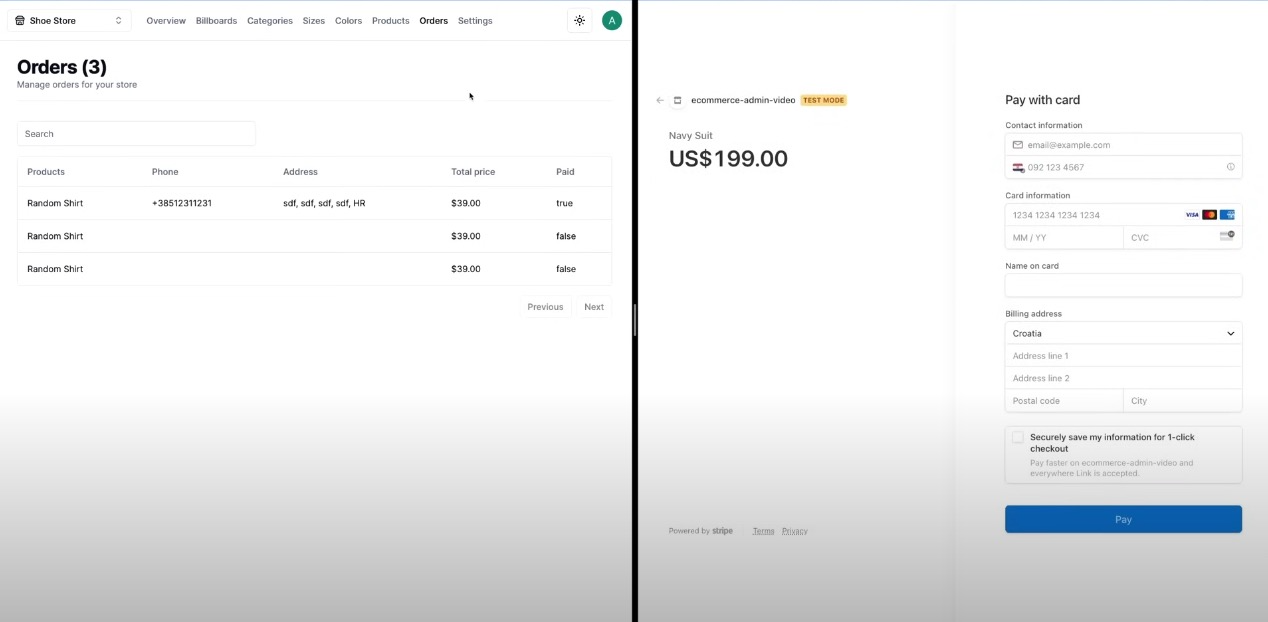 Shoe Store
Overview Billboards Categories Sizes Colors Products Orders Settings
A
Orders (3)
Manage orders for your store
Search
Products Phone Address Total price Paid
Random Shirt +38512311231 sdf, sdf, sdf, sdf, HR $39.00 true
Random Shirt $39.00 false
Random Shirt $39.00 false
Previous Next
ecommerce-admin-video TEST MODE
Navy Suit
US$199.00
Powered by stripe Terms Privacy
Pay with card
Contact information
email@example.com
092 123 4567
Card information
1234 1234 1234 1234 VISA
MM / YY CVC
Name on card
Billing address
Croatia
Address line 1
Address line 2
Postal code City
Securely save my information for 1-click
checkout
Pay faster on ecommerce-admin-video and
everywhere Link is accepted.
Pay